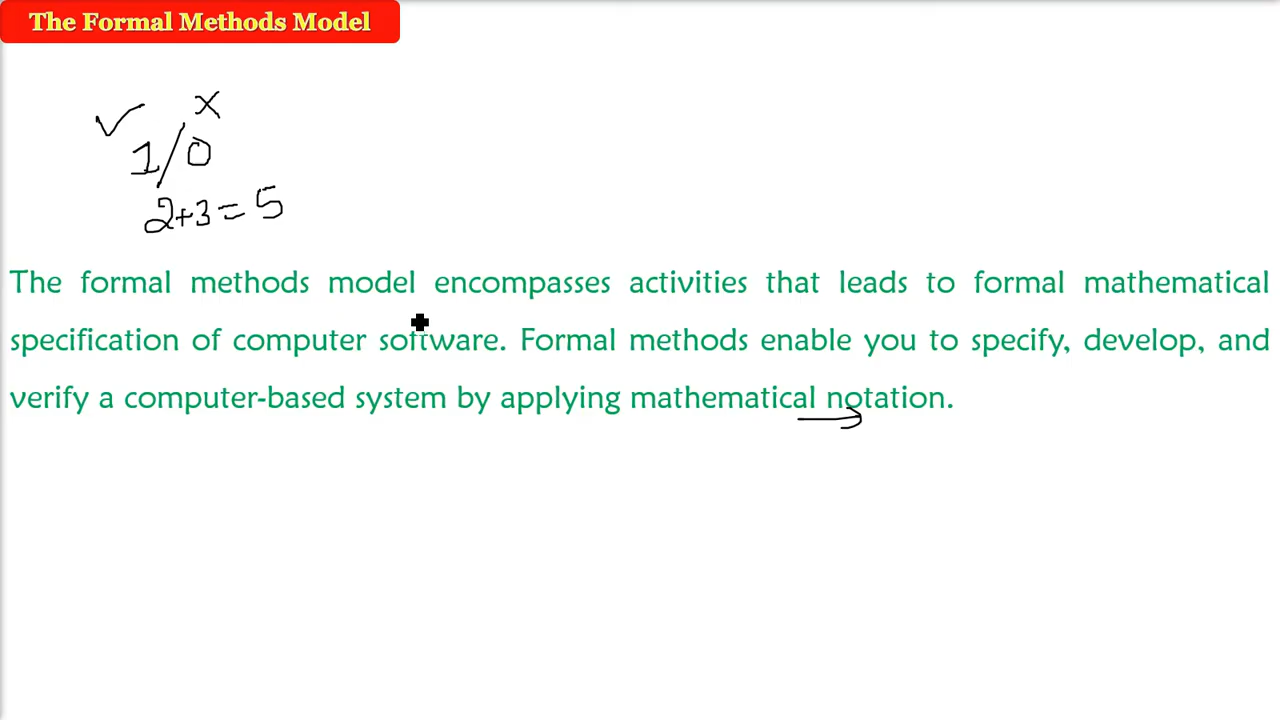 The Formal Methods Model
✓ x
1/0
2+3=5
The formal methods model encompasses activities that leads to formal mathematical
specification of computer software. Formal methods enable you to specify, develop, and
verify a computer-based system by applying mathematical notation.